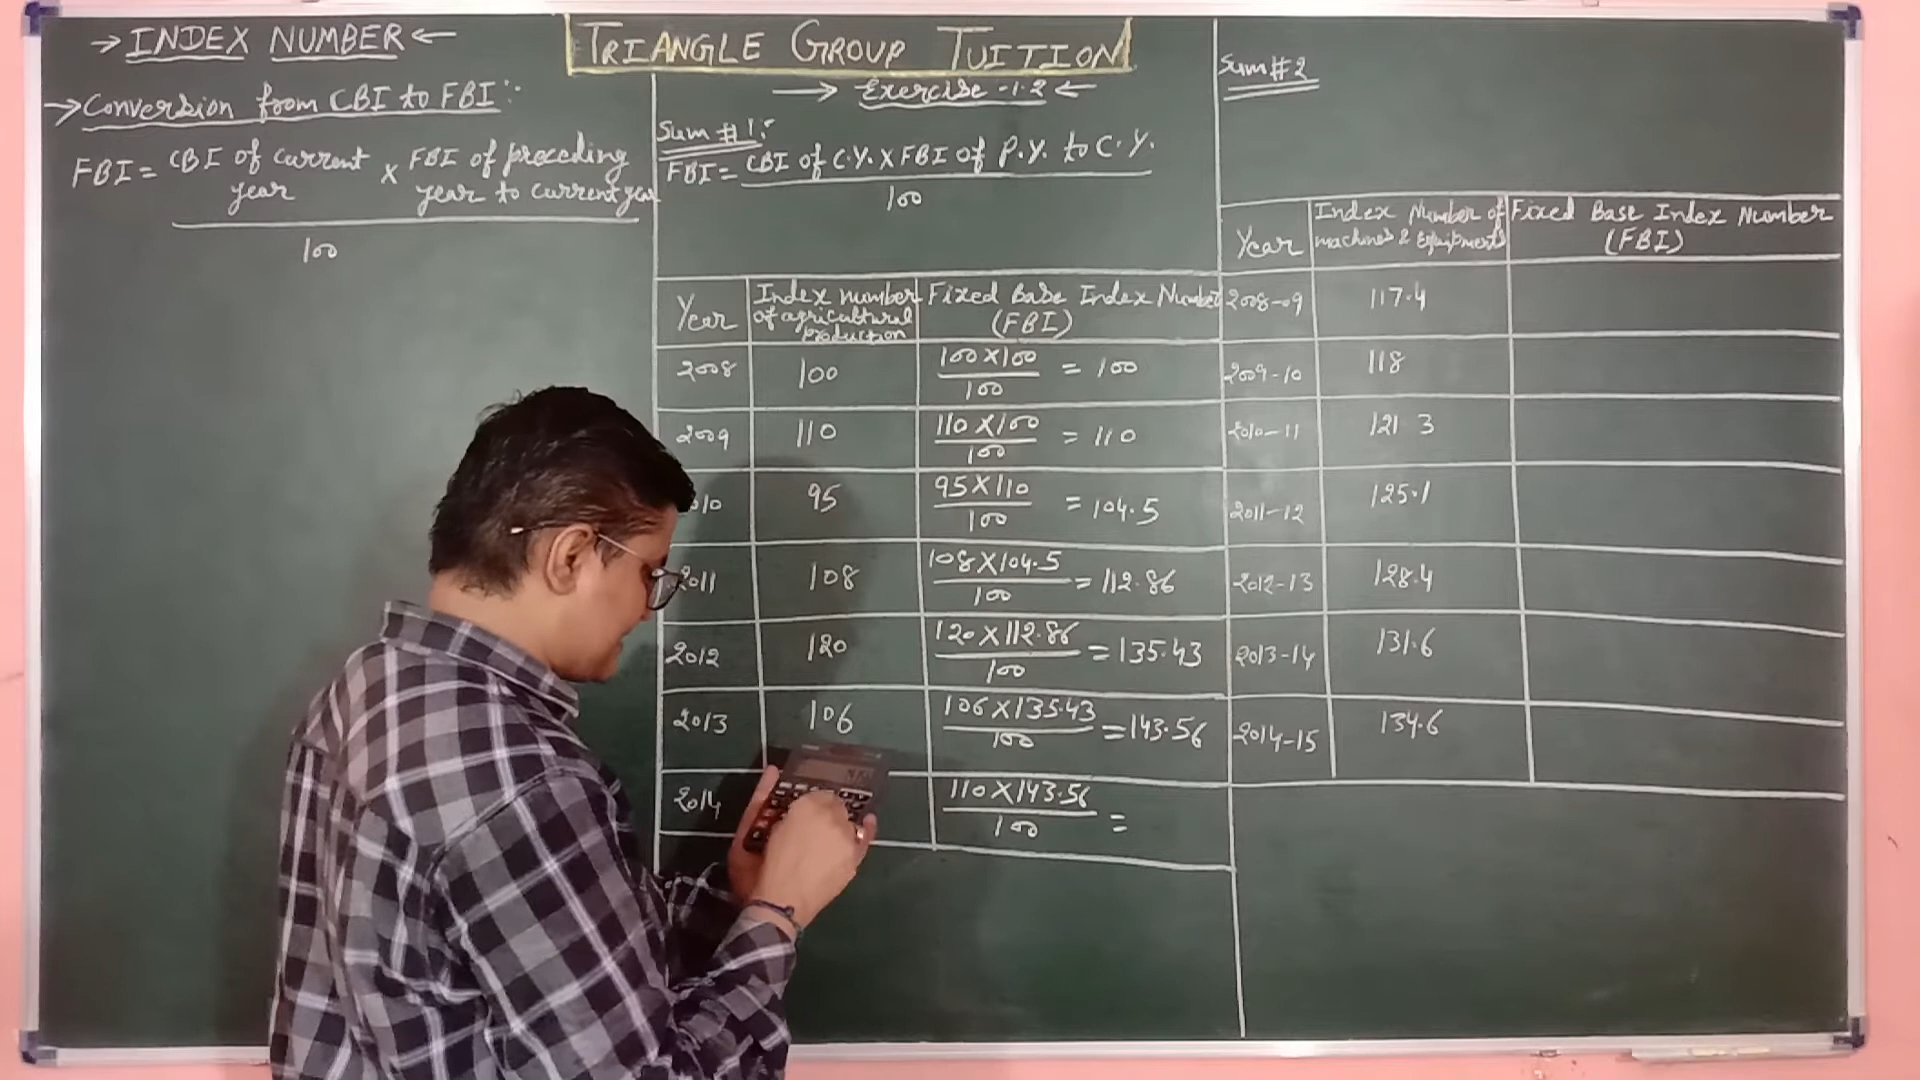 → INDEX NUMBER ←
TRIANGLE GROUP TUITION
→ Conversion from CBI to FBI:-
FBI = CBI of current year × FBI of preceding year to current year
100
→ Exercise - 1.2 ←
Sum #1:-
FBI = CBI of C.Y. × FBI of P.Y. to C.Y.
100
Year | Index number of agricultural production | Fixed Base Index Number (FBI)
2008 | 100 | 100 × 100 / 100 = 100
2009 | 110 | 110 × 100 / 100 = 110
010 | 95 | 95 × 110 / 100 = 104.5
2011 | 108 | 108 × 104.5 / 100 = 112.86
2012 | 120 | 120 × 112.86 / 100 = 135.43
2013 | 106 | 106 × 135.43 / 100 = 143.56
2014 | 110 × 143.56 / 100 =
Sum #2
Year | Index Number of machines & Equipments | Fixed Base Index Number (FBI)
2008-09 | 117.4
2009-10 | 118
2010-11 | 121.3
2011-12 | 125.1
2012-13 | 128.4
2013-14 | 131.6
2014-15 | 134.6